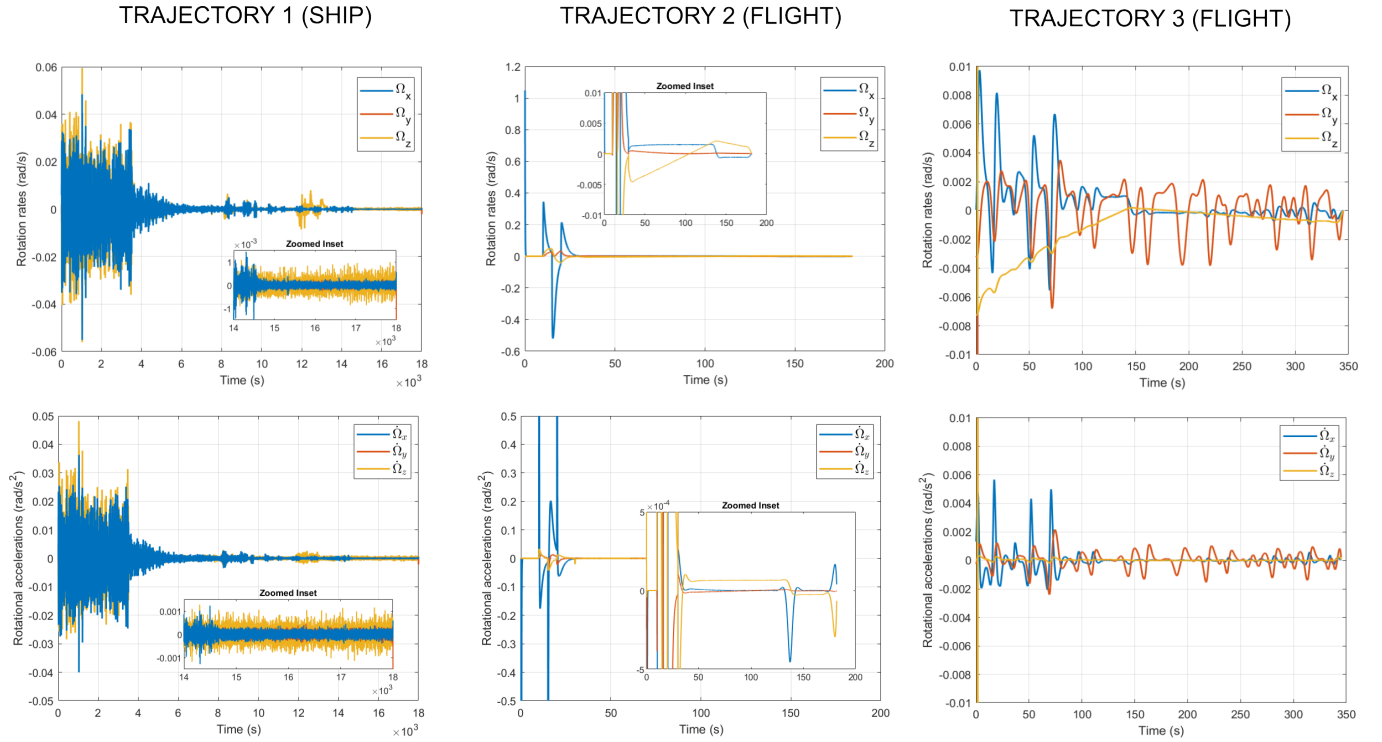 TRAJECTORY 1 (SHIP)
TRAJECTORY 2 (FLIGHT)
TRAJECTORY 3 (FLIGHT)
Rotation rates (rad/s)
0.06
0.04
0.02
0
-0.02
-0.04
-0.06
Ωx
Ωy
Ωz
Zoomed Inset
×10⁻³
1
0
-1
14 15 16 17 18
×10³
0 2 4 6 8 10 12 14 16 18
Time (s)
×10³
Rotation rates (rad/s)
1.2
1
0.8
0.6
0.4
0.2
0
-0.2
-0.4
-0.6
Ωx
Ωy
Ωz
Zoomed Inset
0.01
0.005
0
-0.005
-0.01
0 50 100 150 200
0 50 100 150 200
Time (s)
Rotation rates (rad/s)
0.01
0.008
0.006
0.004
0.002
0
-0.002
-0.004
-0.006
-0.008
-0.01
Ωx
Ωy
Ωz
0 50 100 150 200 250 300 350
Time (s)
Rotational accelerations (rad/s²)
0.05
0.04
0.03
0.02
0.01
0
-0.01
-0.02
-0.03
-0.04
-0.05
Ω̇x
Ω̇y
Ω̇z
Zoomed Inset
0.001
0
-0.001
14 15 16 17 18
×10³
0 2 4 6 8 10 12 14 16 18
Time (s)
×10³
Rotational accelerations (rad/s²)
0.5
0.4
0.3
0.2
0.1
0
-0.1
-0.2
-0.3
-0.4
-0.5
Ω̇x
Ω̇y
Ω̇z
Zoomed Inset
×10⁻⁴
5
0
-5
0 50 100 150 200
0 50 100 150 200
Time (s)
Rotational accelerations (rad/s²)
0.01
0.008
0.006
0.004
0.002
0
-0.002
-0.004
-0.006
-0.008
-0.01
Ω̇x
Ω̇y
Ω̇z
0 50 100 150 200 250 300 350
Time (s)